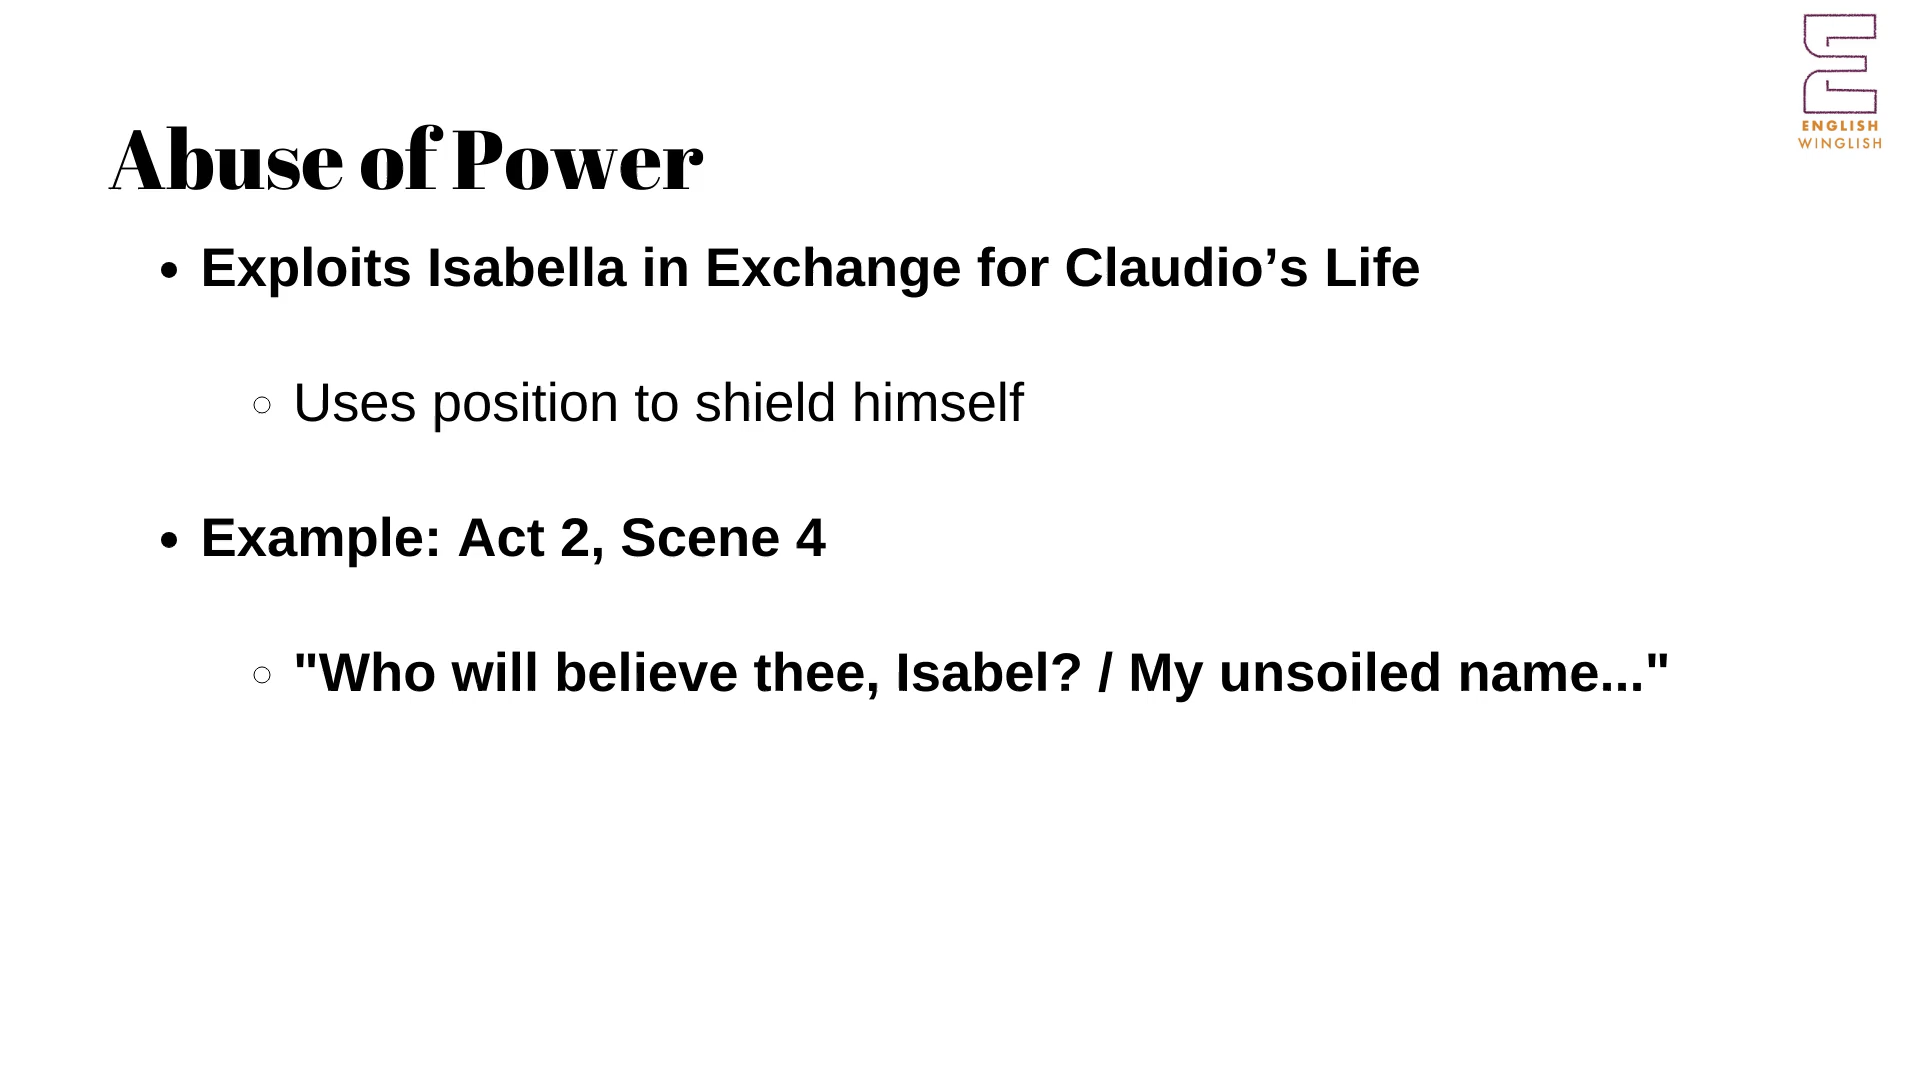 ENGLISH
WINGLISH
Abuse of Power
• Exploits Isabella in Exchange for Claudio’s Life
○ Uses position to shield himself
• Example: Act 2, Scene 4
○ "Who will believe thee, Isabel? / My unsoiled name..."